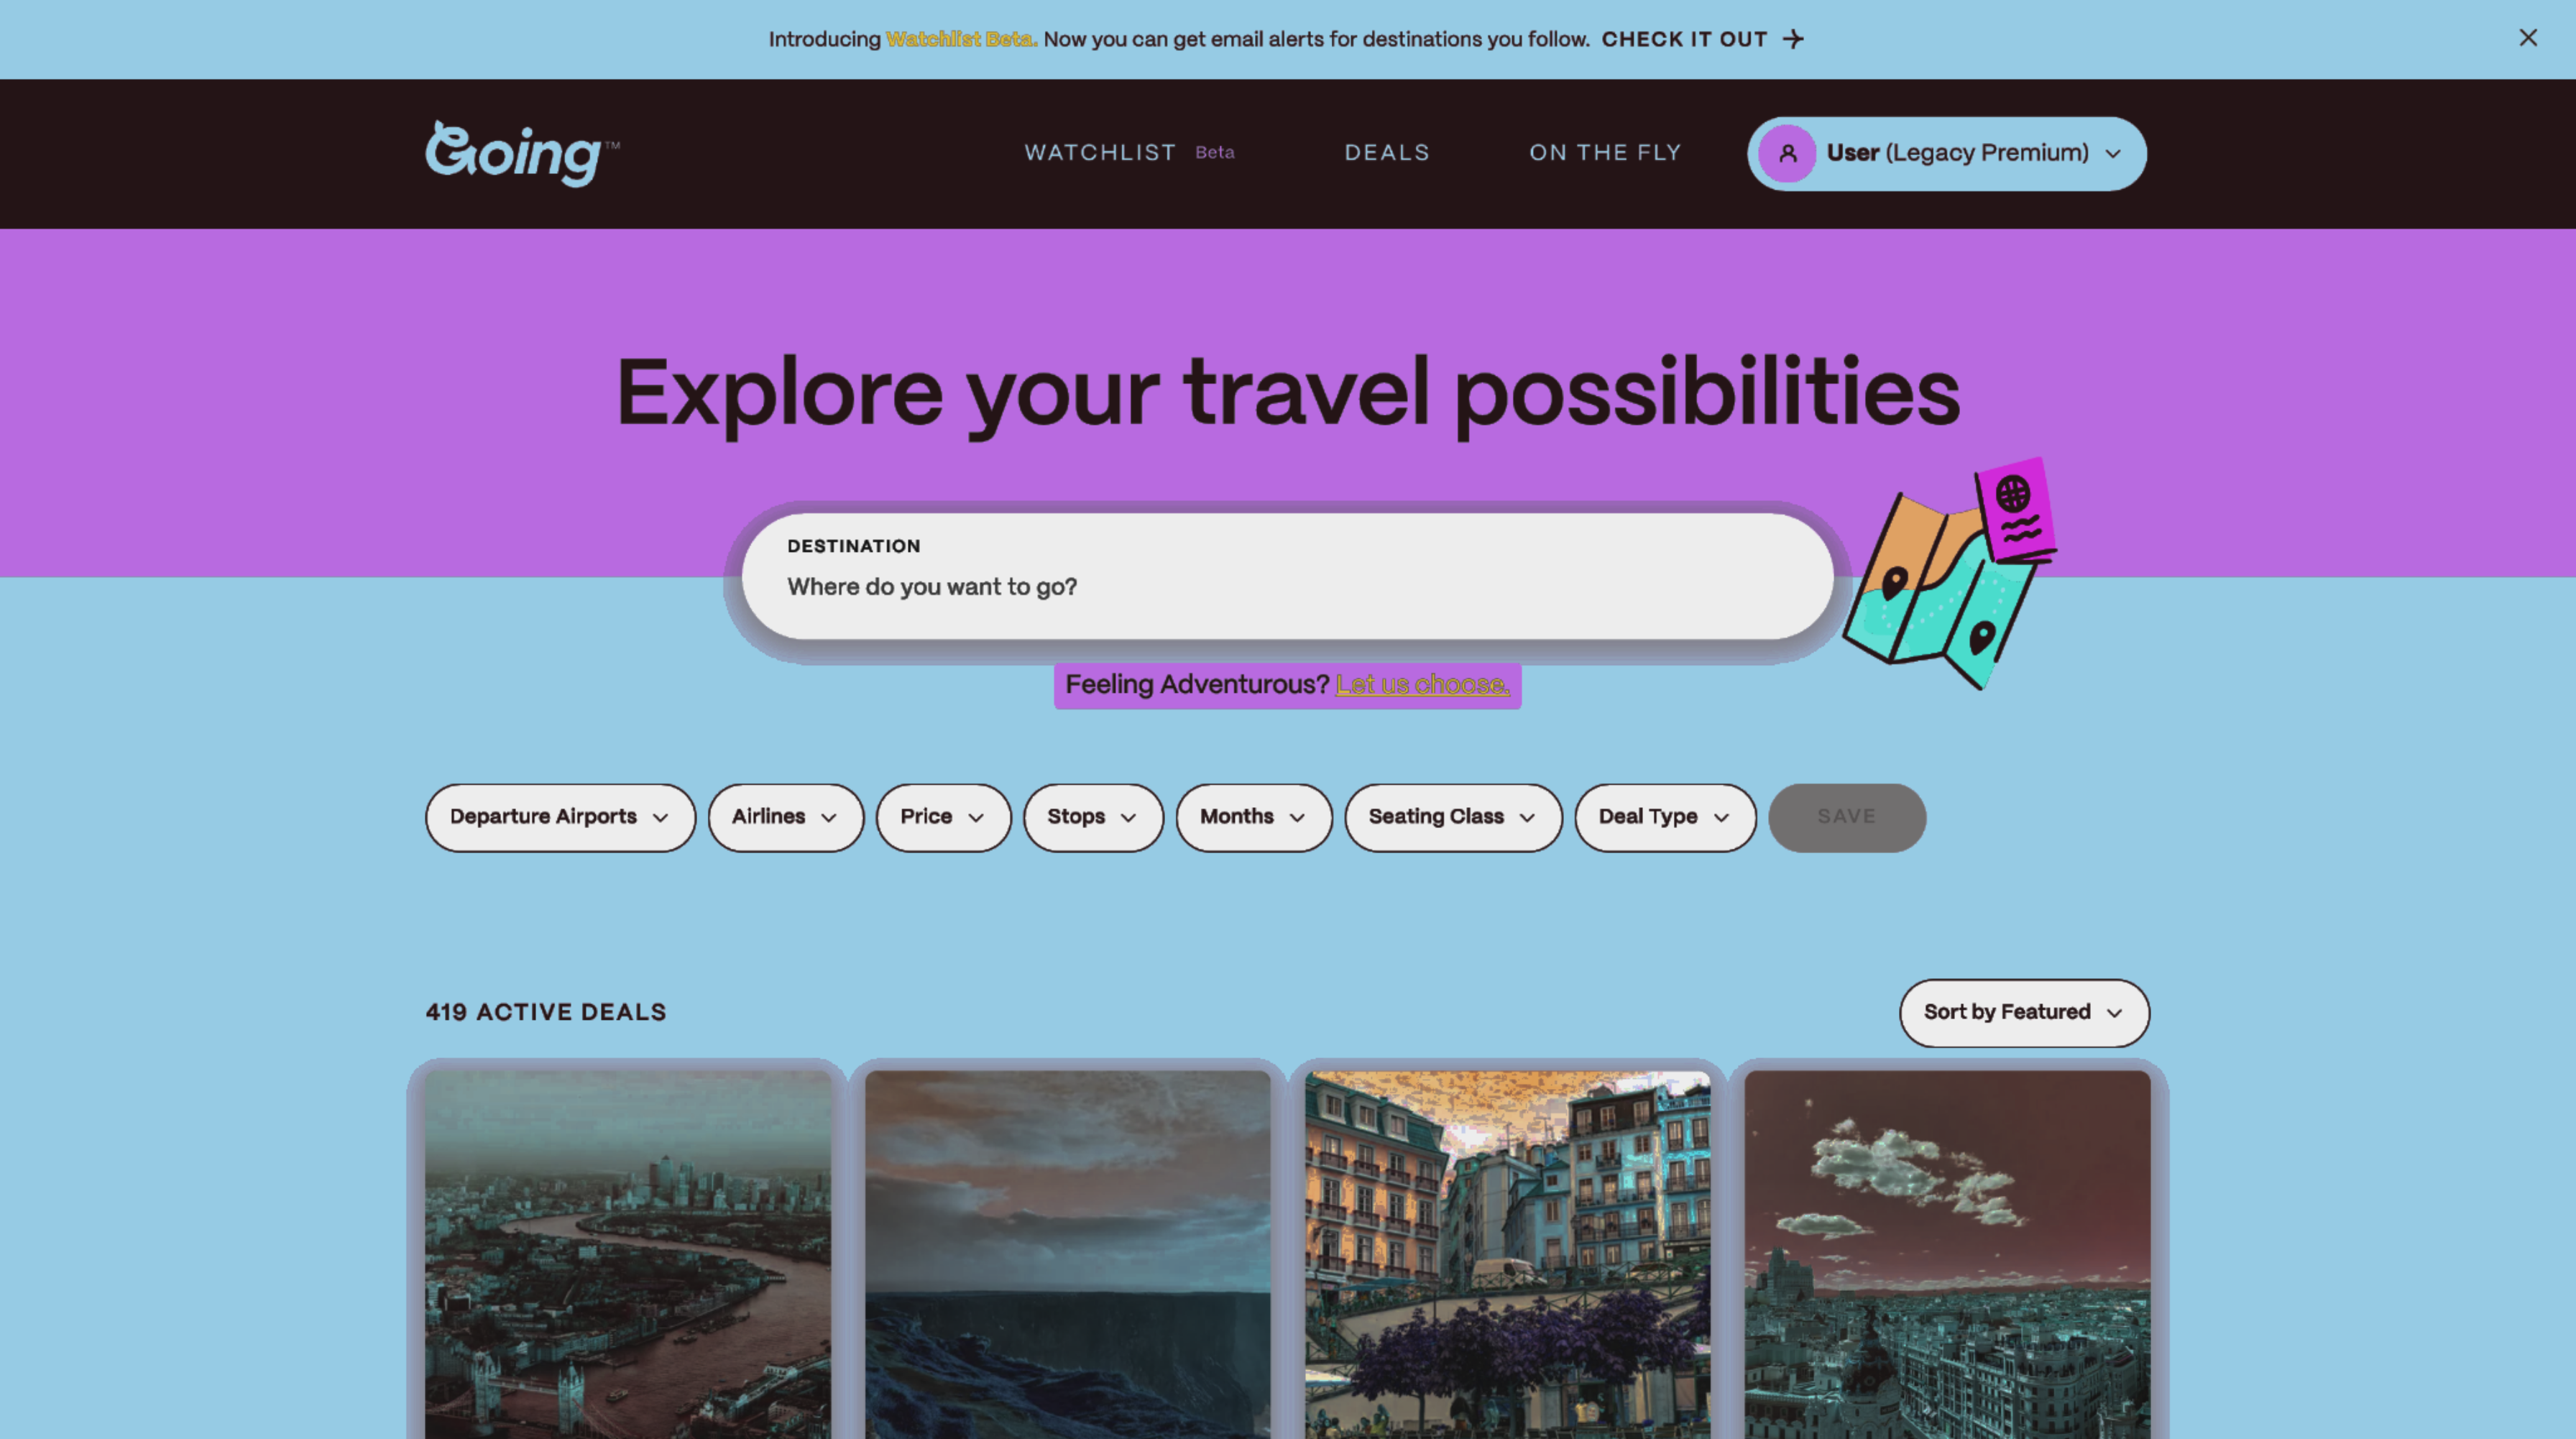 Introducing Watchlist Beta. Now you can get email alerts for destinations you follow. CHECK IT OUT
Going™
WATCHLIST Beta
DEALS
ON THE FLY
User (Legacy Premium)
Explore your travel possibilities
DESTINATION
Where do you want to go?
Feeling Adventurous? Let us choose.
Departure Airports
Airlines
Price
Stops
Months
Seating Class
Deal Type
SAVE
419 ACTIVE DEALS
Sort by Featured